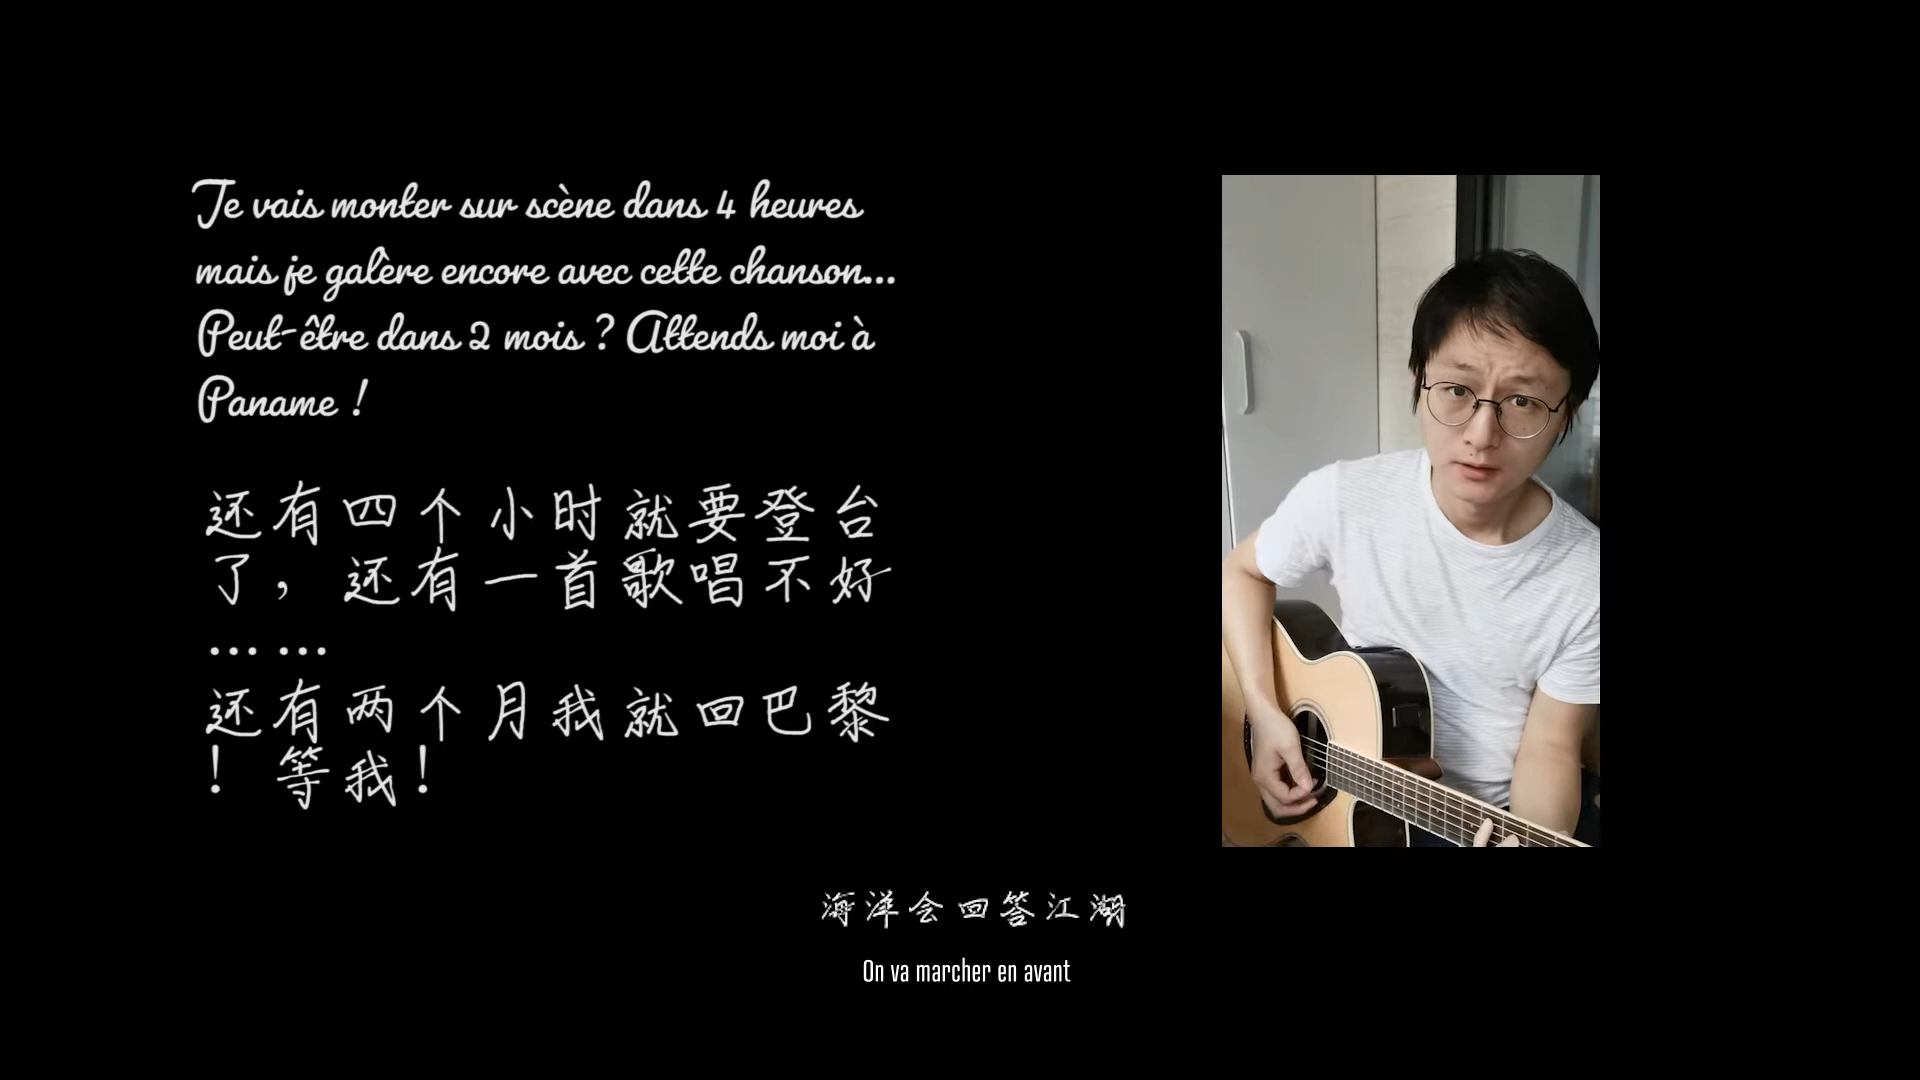 Je vais monter sur scène dans 4 heures
mais je galère encore avec cette chanson...
Peut-être dans 2 mois ? Attends moi à
Paname !
还有四个小时就要登台
了，还有一首歌唱不好
……
还有两个月我就回巴黎
！等我！
海洋会回答江湖
On va marcher en avant